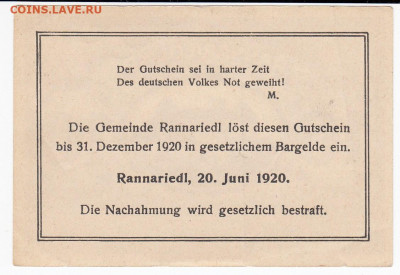 COINS.LAVE.RU
Der Gutschein sei in harter Zeit
Des deutschen Volkes Not geweiht!
M.
Die Gemeinde Rannariedl löst diesen Gutschein
bis 31. Dezember 1920 in gesetzlichem Bargelde ein.
Rannariedl, 20. Juni 1920.
Die Nachahmung wird gesetzlich bestraft.